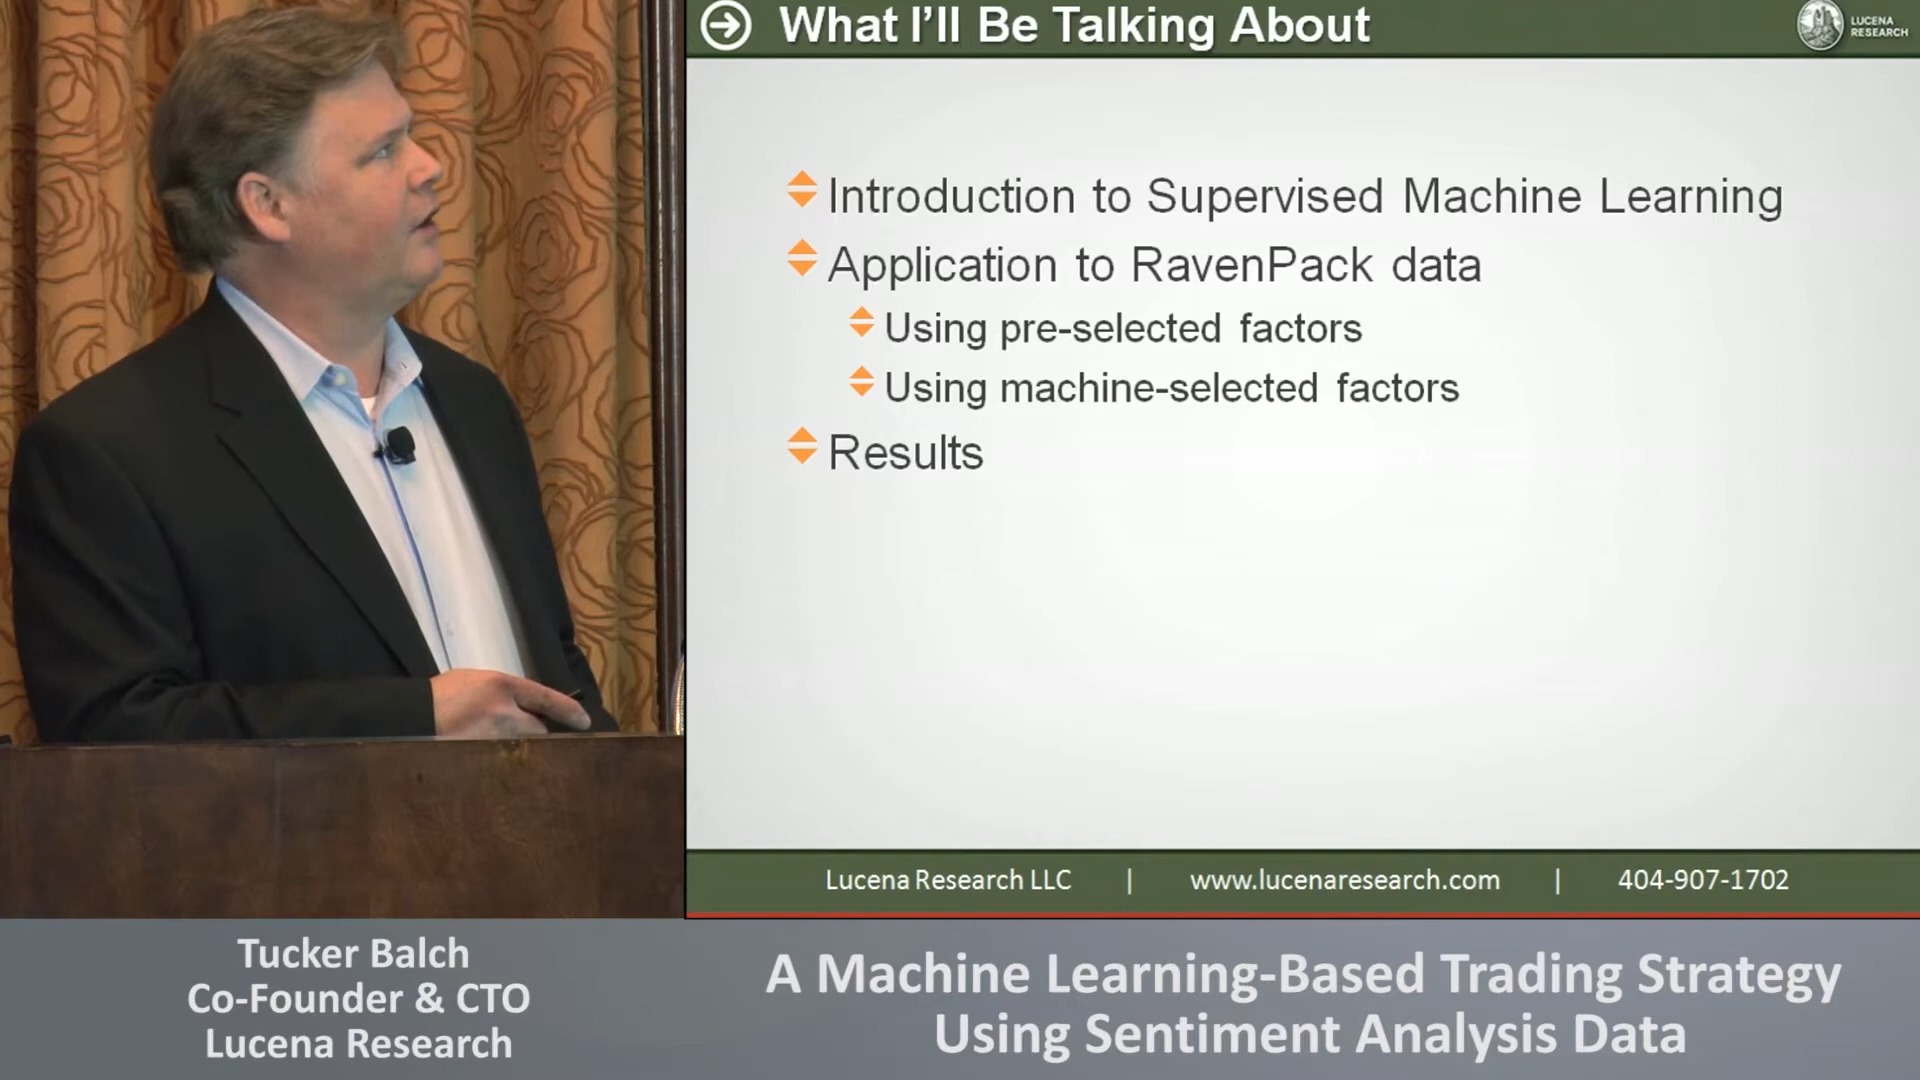 What I'll Be Talking About
LUCENA
RESEARCH
Introduction to Supervised Machine Learning
Application to RavenPack data
Using pre-selected factors
Using machine-selected factors
Results
Lucena Research LLC | www.lucenaresearch.com | 404-907-1702
Tucker Balch
Co-Founder & CTO
Lucena Research
A Machine Learning-Based Trading Strategy
Using Sentiment Analysis Data